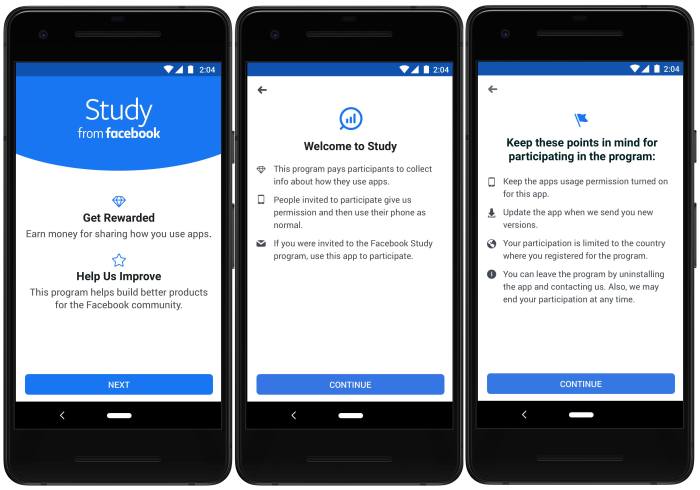 2:04
Study
from facebook
Get Rewarded
Earn money for sharing how you use apps.
Help Us Improve
This program helps build better products
for the Facebook community.
NEXT
2:04
Welcome to Study
This program pays participants to collect
info about how they use apps.
People invited to participate give us
permission and then use their phone as
normal.
If you were invited to the Facebook Study
program, use this app to participate.
CONTINUE
2:04
Keep these points in mind for
participating in the program:
Keep the apps usage permission turned on
for this app.
Update the app when we send you new
versions.
Your participation is limited to the country
where you registered for the program.
You can leave the program by uninstalling
the app and contacting us. Also, we may
end your participation at any time.
CONTINUE